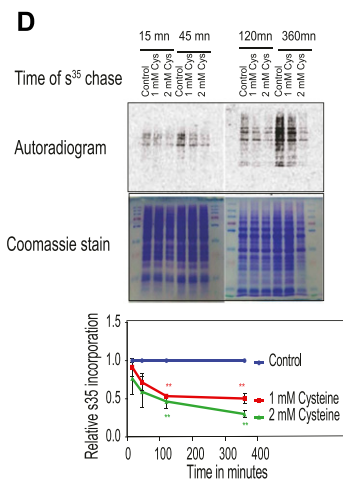 D
15 mn 45 mn 120mn 360mn
Time of s³⁵ chase
Control 1 mM Cys 2 mM Cys Control 1 mM Cys 2 mM Cys Control 1 mM Cys 2 mM Cys Control 1 mM Cys 2 mM Cys
Autoradiogram
Coomassie stain
Relative s35 incorporation
1.5
1.0
0.5
0.0
Control
1 mM Cysteine
2 mM Cysteine
**
**
**
**
0 100 200 300 400
Time in minutes